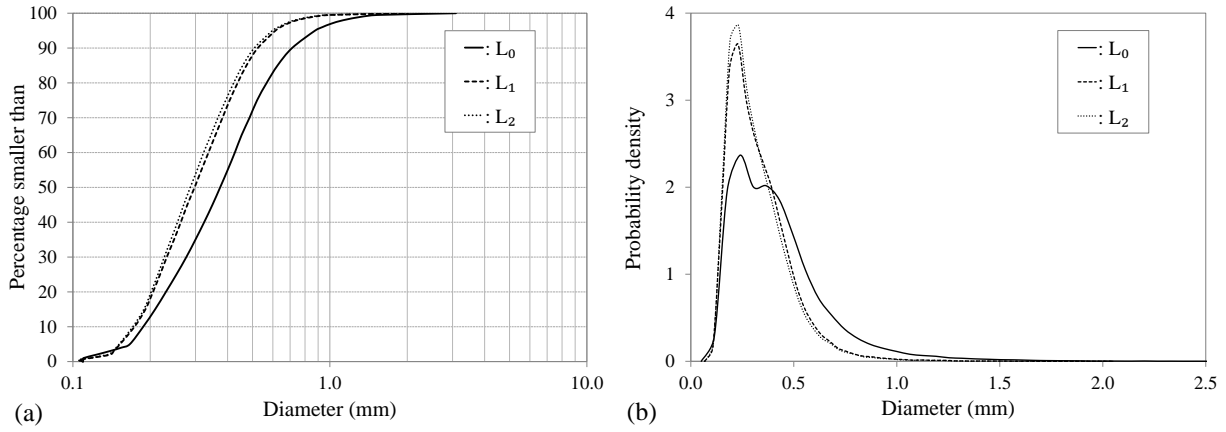 100
90
80
70
60
50
40
30
20
10
0
Percentage smaller than
: L₀
: L₁
: L₂
0.1
1.0
10.0
Diameter (mm)
(a)
4
3
2
1
0
Probability density
: L₀
: L₁
: L₂
0.0
0.5
1.0
1.5
2.0
2.5
Diameter (mm)
(b)